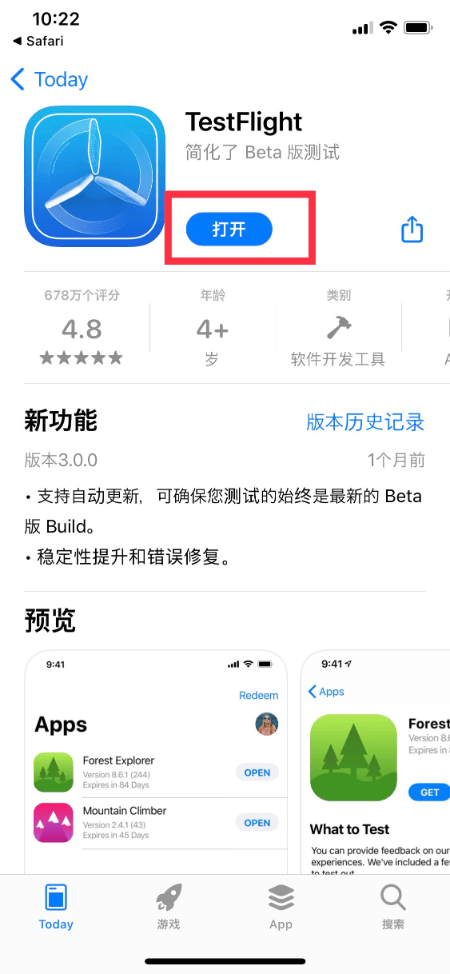 10:22
Safari
Today
TestFlight
简化了 Beta 版测试
打开
678万个评分
年龄
类别
4.8
4+
岁
软件开发工具
新功能
版本历史记录
版本3.0.0
1个月前
• 支持自动更新，可确保您测试的始终是最新的 Beta
版 Build。
• 稳定性提升和错误修复。
预览
9:41
Redeem
Apps
Forest Explorer
Version 8.6.1 (244)
Expires in 84 Days
OPEN
Mountain Climber
Version 2.4.1 (43)
Expires in 45 Days
OPEN
9:41
Apps
Forest
Version 8.6
Expires in 8
GET
What to Test
You can provide feedback on our
experiences. We've included a fe
to test out
Today
游戏
App
搜索